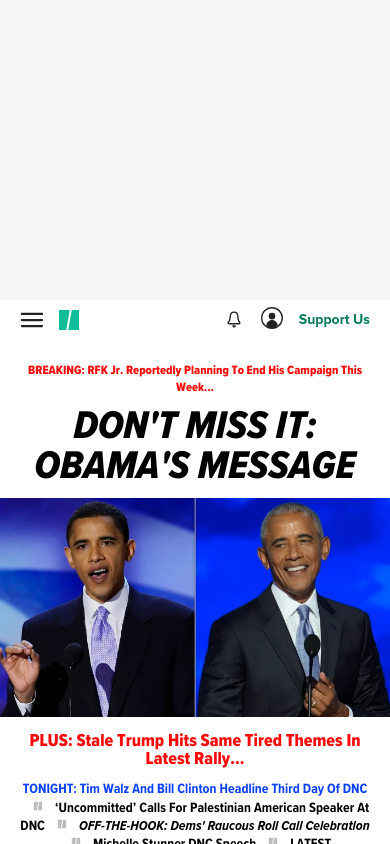 Support Us
BREAKING: RFK Jr. Reportedly Planning To End His Campaign This
Week...
DON'T MISS IT:
OBAMA'S MESSAGE
PLUS: Stale Trump Hits Same Tired Themes In
Latest Rally...
TONIGHT: Tim Walz And Bill Clinton Headline Third Day Of DNC
‘Uncommitted’ Calls For Palestinian American Speaker At
DNC OFF-THE-HOOK: Dems' Raucous Roll Call Celebration
Michelle Stunner DNC Speech LATEST